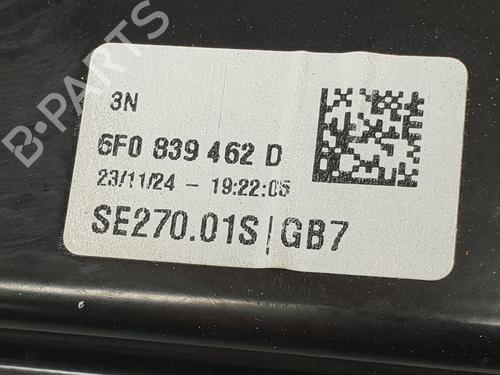 B-PARTS
3N
6F0 839 462 D
23/11/24 - 19:22:05
SE270.01S|GB7